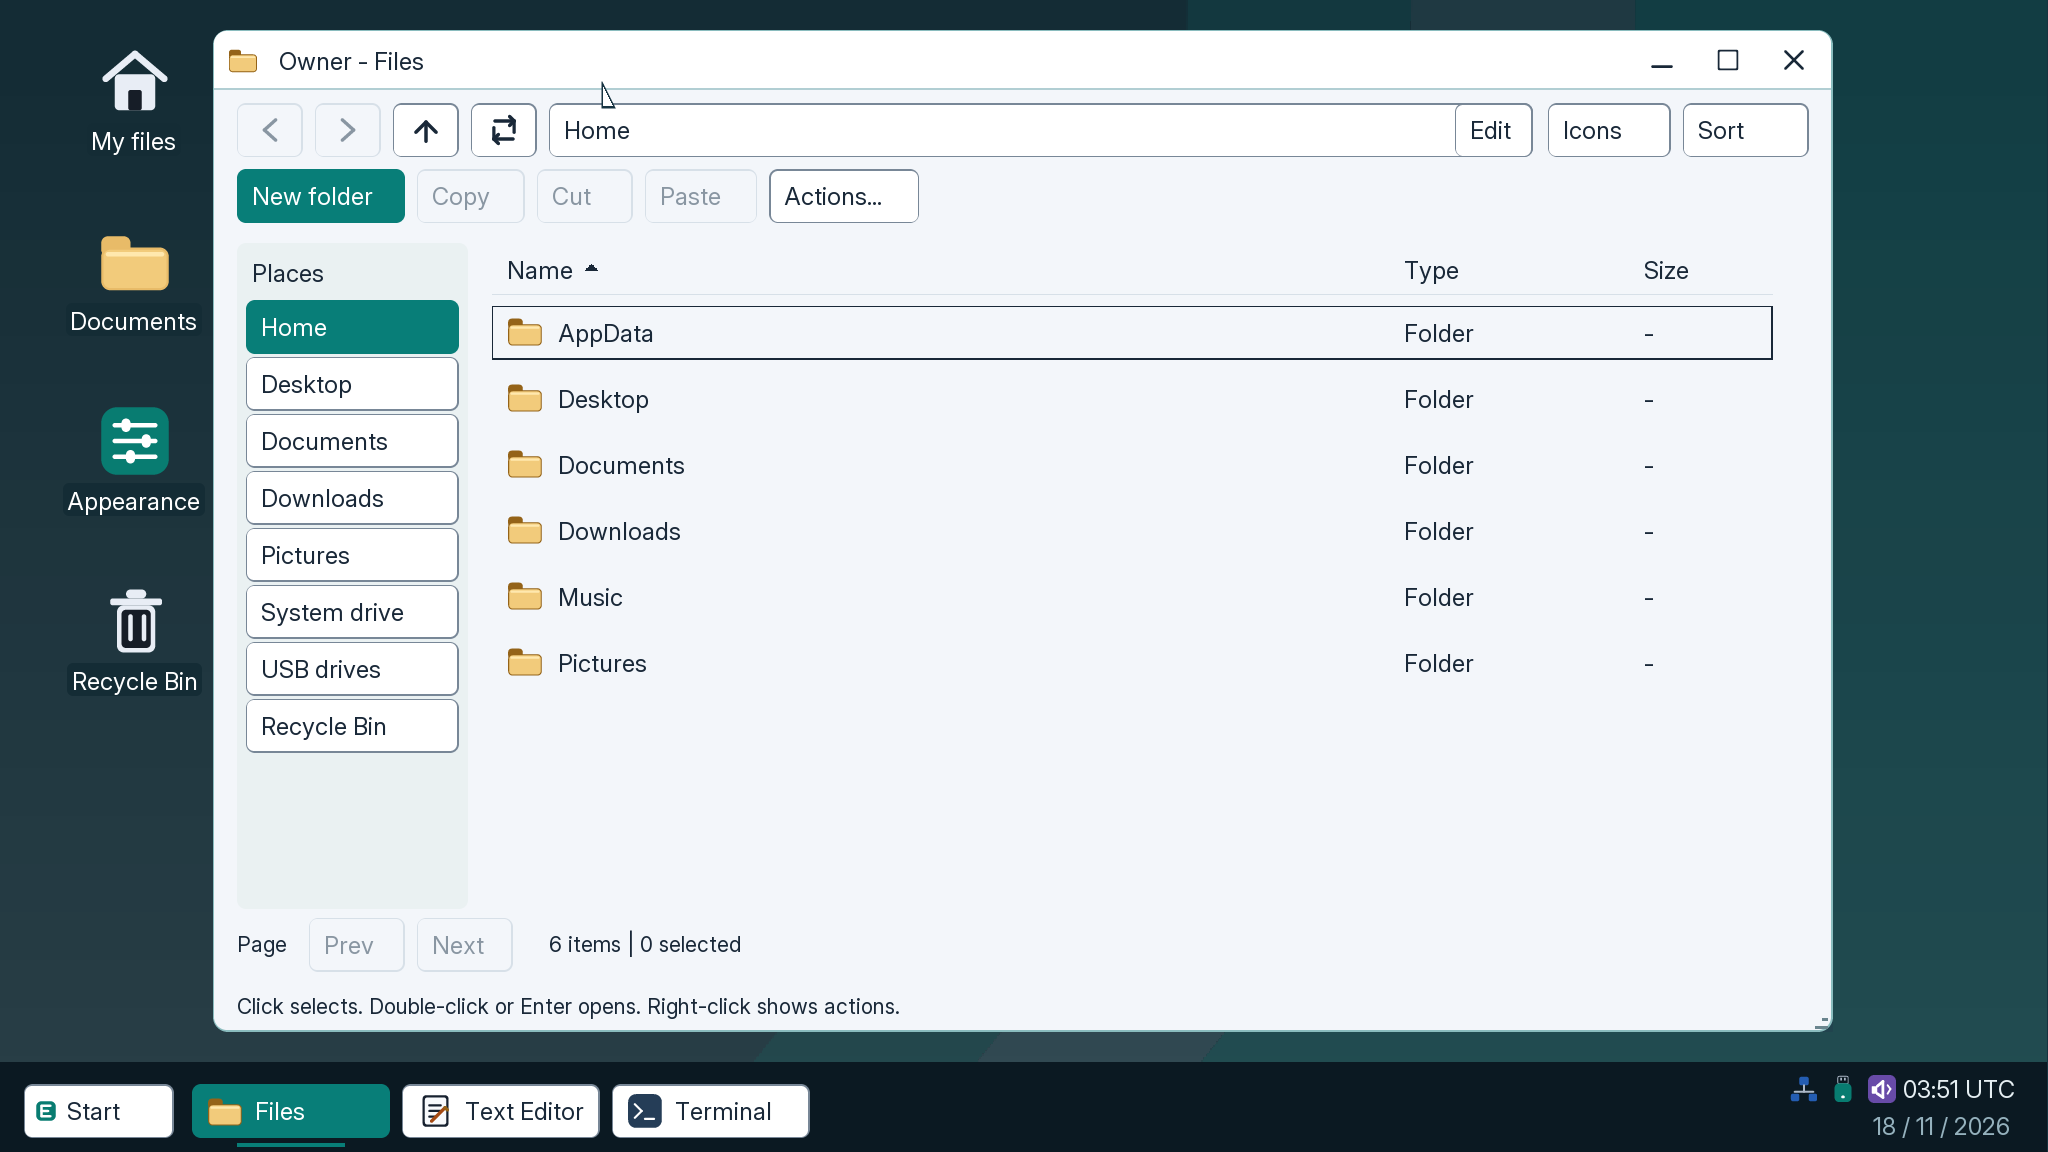 My files
Documents
Appearance
Recycle Bin
Owner - Files
Home
Edit
Icons
Sort
New folder
Copy
Cut
Paste
Actions...
Places
Home
Desktop
Documents
Downloads
Pictures
System drive
USB drives
Recycle Bin
Name Type Size
AppData Folder -
Desktop Folder -
Documents Folder -
Downloads Folder -
Music Folder -
Pictures Folder -
Page Prev Next 6 items | 0 selected
Click selects. Double-click or Enter opens. Right-click shows actions.
E Start
Files
Text Editor
Terminal
03:51 UTC
18 / 11 / 2026